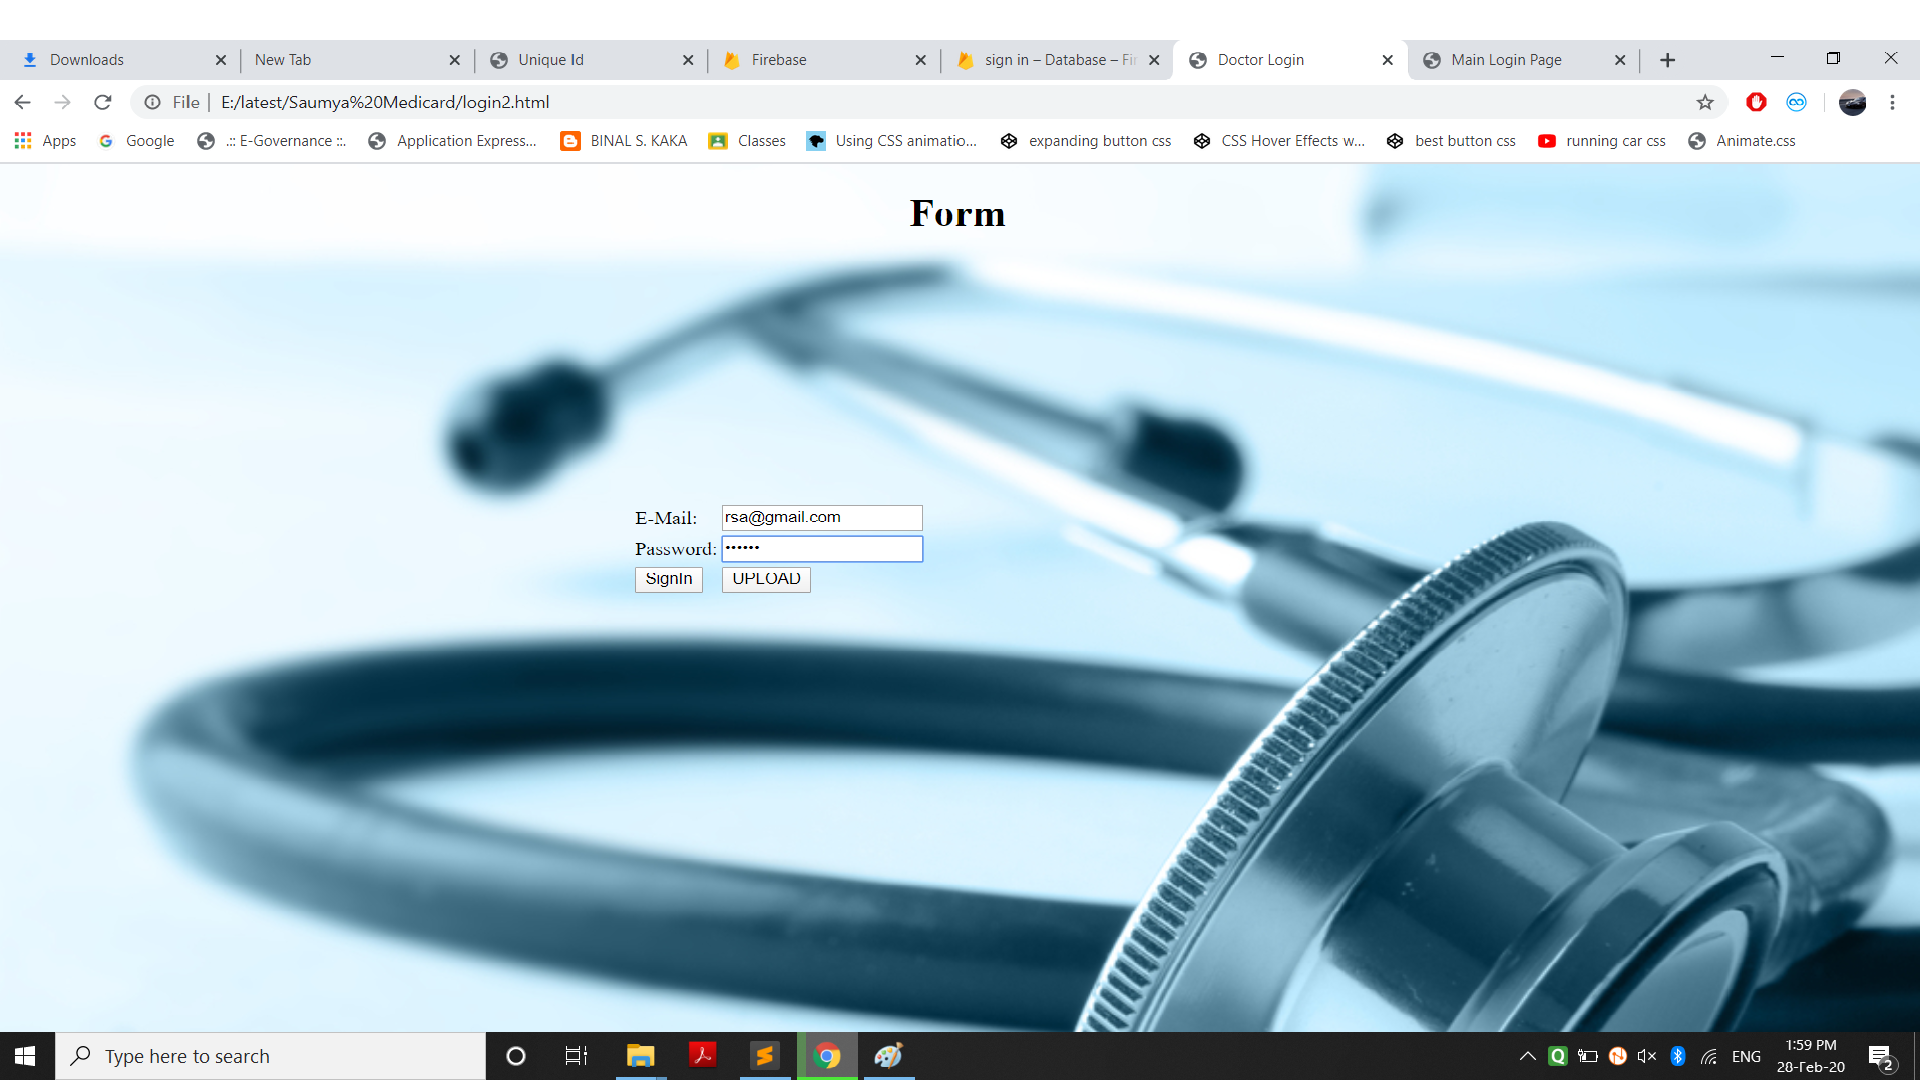 Downloads
New Tab
Unique Id
Firebase
sign in – Database – Fir
Doctor Login
Main Login Page
File
E:/latest/Saumya%20Medicard/login2.html
Apps
Google
.:: E-Governance ::.
Application Express...
BINAL S. KAKA
Classes
Using CSS animatio...
expanding button css
CSS Hover Effects w...
best button css
running car css
Animate.css
Form
E-Mail: rsa@gmail.com
Password: ••••••
SignIn UPLOAD
Type here to search
ENG
1:59 PM
28-Feb-20
2